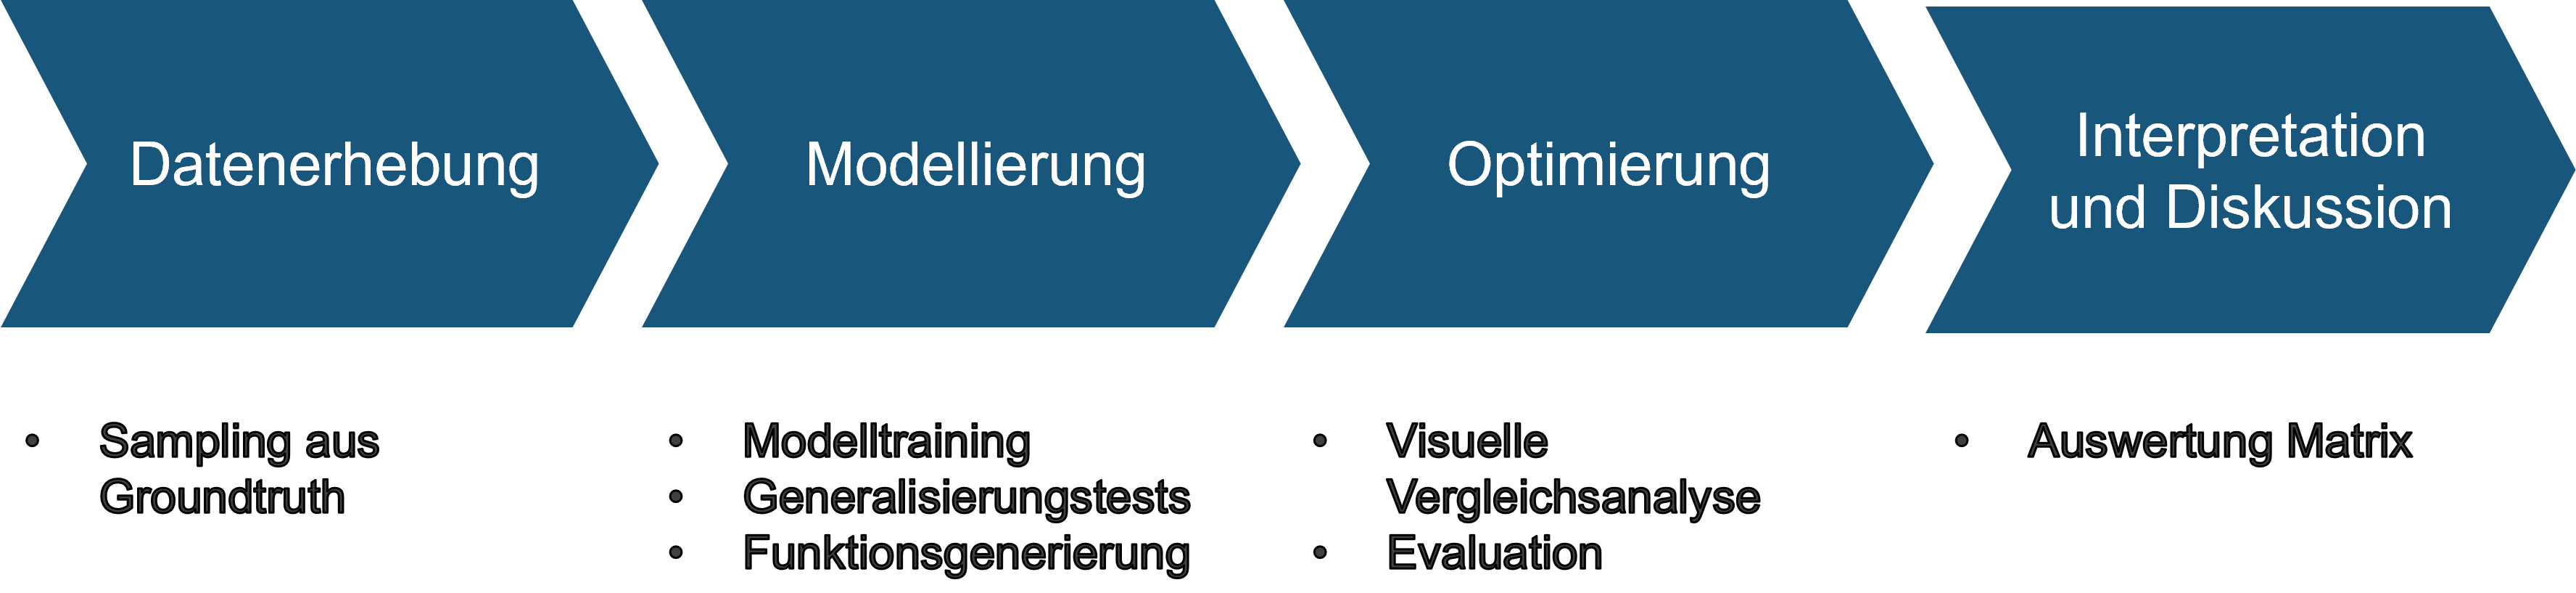 Datenerhebung
Modellierung
Optimierung
Interpretation
und Diskussion
• Sampling aus
Groundtruth
• Modelltraining
• Generalisierungstests
• Funktionsgenerierung
• Visuelle
Vergleichsanalyse
• Evaluation
• Auswertung Matrix